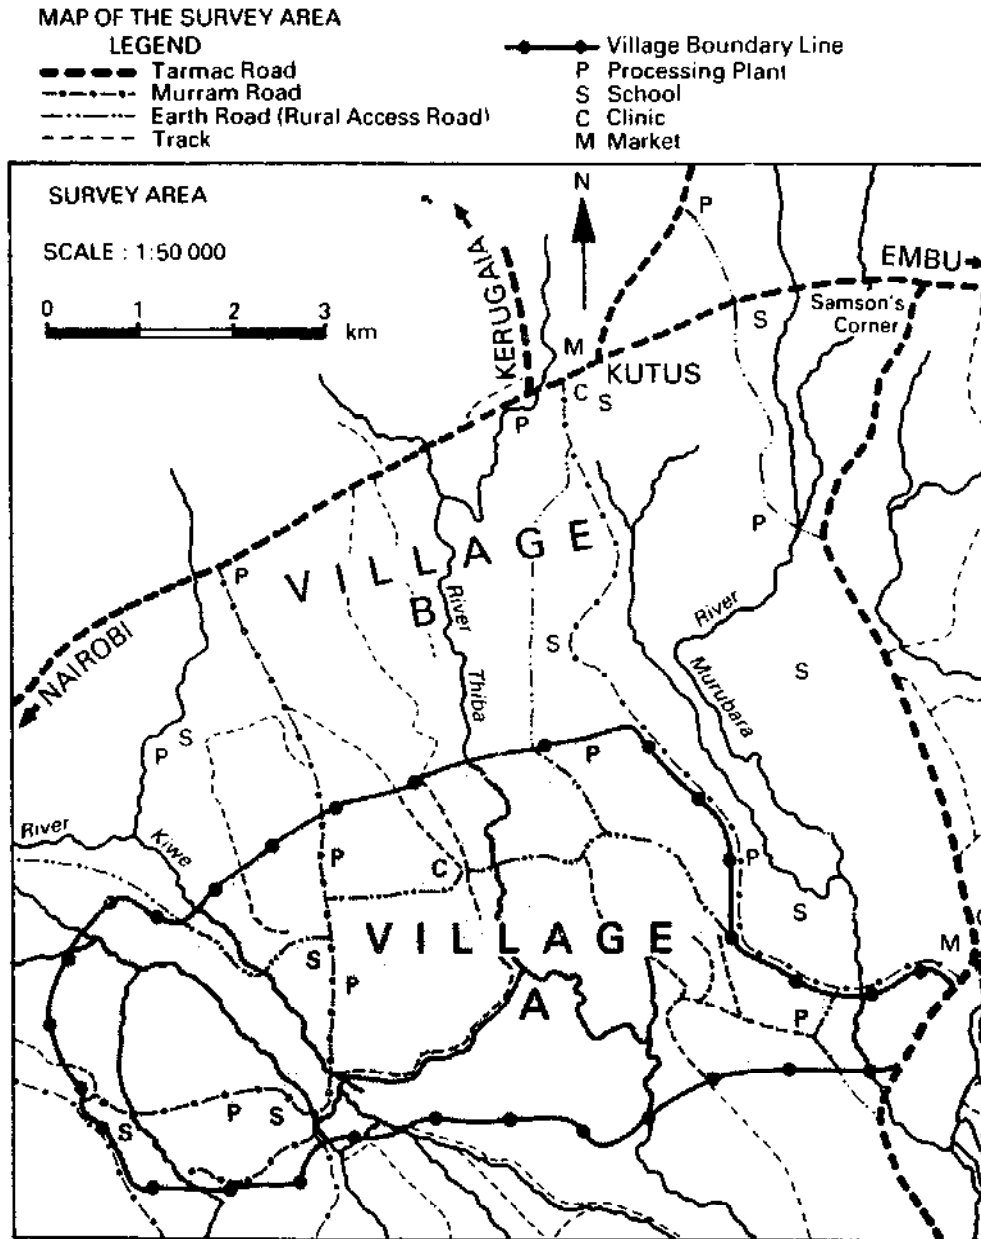 MAP OF THE SURVEY AREA
LEGEND
Tarmac Road
Murram Road
Earth Road (Rural Access Road)
Track
Village Boundary Line
P Processing Plant
S School
C Clinic
M Market
SURVEY AREA
SCALE : 1:50 000
0 1 2 3 km
N
KERUGAIA
EMBU
Samson's
Corner
P
S
M
KUTUS
C
S
S
P
P
P
VILLAGE
B
River
Thiba
NAIROBI
S
River
Murubara
S
S
P
P
River
Kiwe
P
C
P
S
VILLAGE
A
M
S
P
P
P
S
S